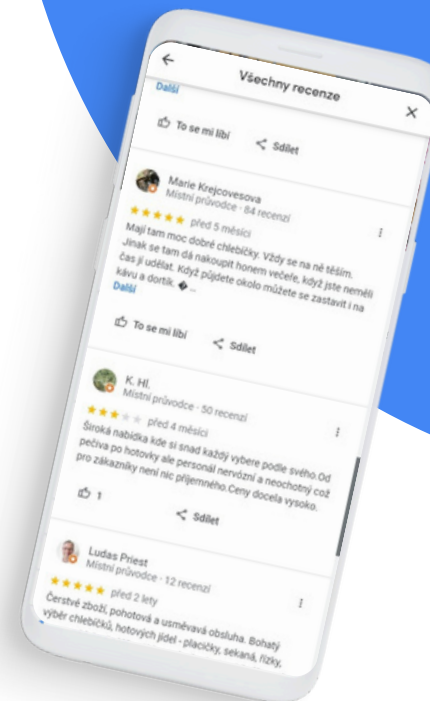 Všechny recenze
Další
To se mi líbí
Sdílet
Marie Krejcovesova
Místní průvodce · 84 recenzí
před 5 měsíci
Mají tam moc dobré chlebíčky. Vždy se na ně těším.
Jinak se tam dá nakoupit honem večeře, když jste neměli
čas jí udělat. Když půjdete okolo můžete se zastavit i na
kávu a dortík. � ...
Další
To se mi líbí
Sdílet
K. Hl.
Místní průvodce · 50 recenzí
před 4 měsíci
Široká nabídka kde si snad každý vybere podle svého.Od
pečiva po hotovky ale personál nervózní a neochotný což
pro zákazníky není nic příjemného.Ceny docela vysoko.
1
Sdílet
Ludas Priest
Místní průvodce · 12 recenzí
před 2 lety
Čerstvé zboží, pohotová a usměvavá obsluha. Bohatý
výběr chlebíčků, hotových jídel - placičky, sekaná, řízky,